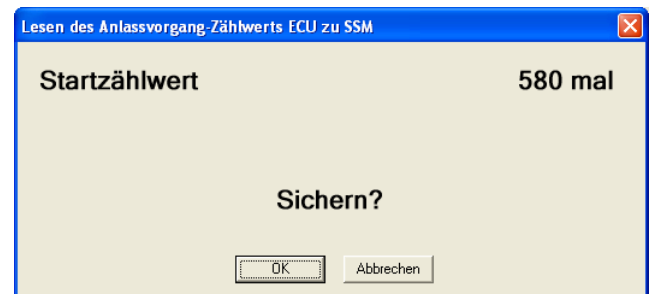 Lesen des Anlassvorgang-Zählwerts ECU zu SSM
Startzählwert 580 mal
Sichern?
OK Abbrechen